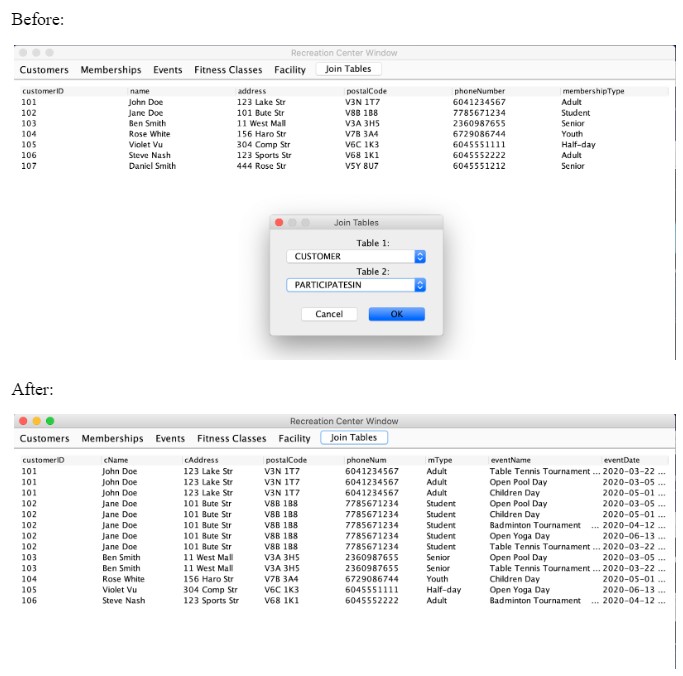 Before:
Recreation Center Window
Customers Memberships Events Fitness Classes Facility Join Tables
customerID name address postalCode phoneNumber membershipType
101 John Doe 123 Lake Str V3N 1T7 6041234567 Adult
102 Jane Doe 101 Bute Str V8B 1B8 7785671234 Student
103 Ben Smith 11 West Mall V3A 3H5 2360987655 Senior
104 Rose White 156 Haro Str V7B 3A4 6729086744 Youth
105 Violet Vu 304 Comp Str V6C 1K3 6045551111 Half-day
106 Steve Nash 123 Sports Str V68 1K1 6045552222 Adult
107 Daniel Smith 444 Rose Str V5Y 8U7 6045551212 Senior
Join Tables
Table 1:
CUSTOMER
Table 2:
PARTICIPATESIN
Cancel OK
After:
Recreation Center Window
Customers Memberships Events Fitness Classes Facility Join Tables
customerID cName cAddress postalCode phoneNum mType eventName eventDate
101 John Doe 123 Lake Str V3N 1T7 6041234567 Adult Table Tennis Tournament ... 2020-03-22 ...
101 John Doe 123 Lake Str V3N 1T7 6041234567 Adult Open Pool Day 2020-03-05 ...
101 John Doe 123 Lake Str V3N 1T7 6041234567 Adult Children Day 2020-05-01 ...
102 Jane Doe 101 Bute Str V8B 1B8 7785671234 Student Open Pool Day 2020-03-05 ...
102 Jane Doe 101 Bute Str V8B 1B8 7785671234 Student Children Day 2020-05-01 ...
102 Jane Doe 101 Bute Str V8B 1B8 7785671234 Student Badminton Tournament ... 2020-04-12 ...
102 Jane Doe 101 Bute Str V8B 1B8 7785671234 Student Open Yoga Day 2020-06-13 ...
102 Jane Doe 101 Bute Str V8B 1B8 7785671234 Student Table Tennis Tournament ... 2020-03-22 ...
103 Ben Smith 11 West Mall V3A 3H5 2360987655 Senior Open Pool Day 2020-03-05 ...
103 Ben Smith 11 West Mall V3A 3H5 2360987655 Senior Table Tennis Tournament ... 2020-03-22 ...
104 Rose White 156 Haro Str V7B 3A4 6729086744 Youth Children Day 2020-05-01 ...
105 Violet Vu 304 Comp Str V6C 1K3 6045551111 Half-day Open Yoga Day 2020-06-13 ...
106 Steve Nash 123 Sports Str V68 1K1 6045552222 Adult Badminton Tournament ... 2020-04-12 ...